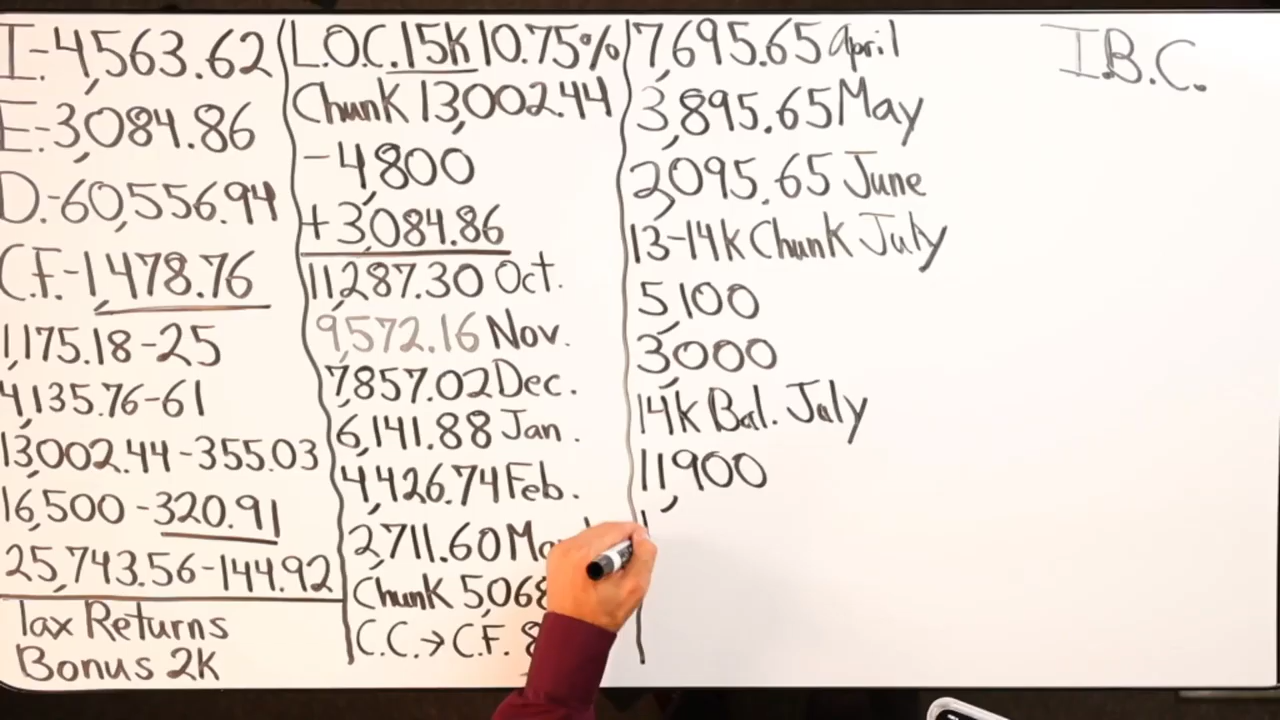 I.-4,563.62
E.-3,084.86
D.-60,556.94
C.F.-1,478.76
1,175.18-25
4,135.76-61
13,002.44-355.03
16,500-320.91
25,743.56-144.92
Tax Returns
Bonus 2K
L.O.C. 15K 10.75%
Chunk 13,002.44
-4,800
+3,084.86
11,287.30 Oct.
9,572.16 Nov.
7,857.02 Dec.
6,141.88 Jan.
4,426.74 Feb.
2,711.60
Chunk
C.C.→C.F.
7,695.65 April
3,895.65 May
2,095.65 June
13-14K Chunk July
5,100
3,000
14K Bal. July
11,900
I.B.C.